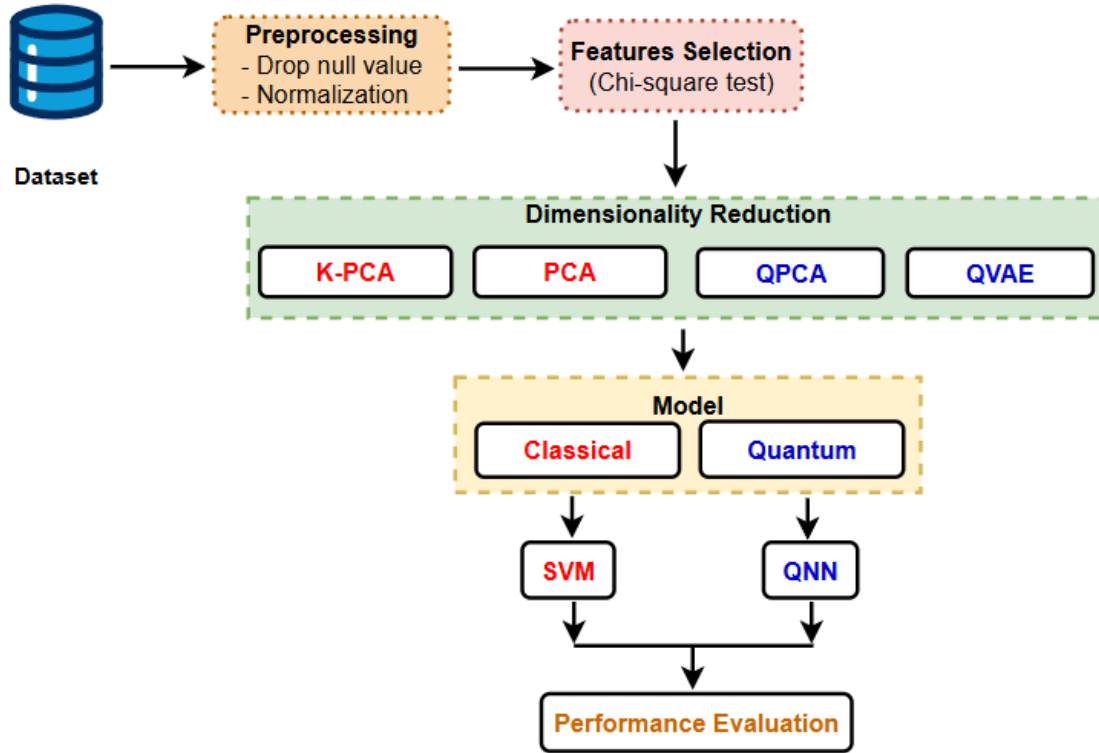 Dataset
Preprocessing
- Drop null value
- Normalization
Features Selection
(Chi-square test)
Dimensionality Reduction
K-PCA
PCA
QPCA
QVAE
Model
Classical
Quantum
SVM
QNN
Performance Evaluation